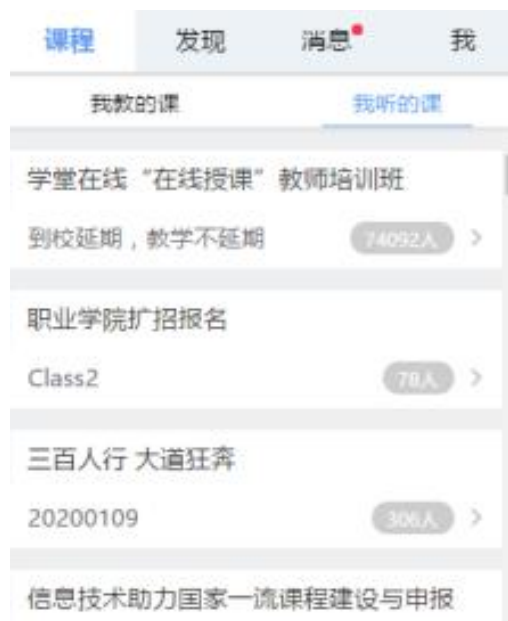 课程 发现 消息 我
我教的课 我听的课
学堂在线“在线授课”教师培训班
到校延期，教学不延期 74092人
职业学院扩招报名
Class2 78人
三百人行 大道狂奔
20200109 306人
信息技术助力国家一流课程建设与申报